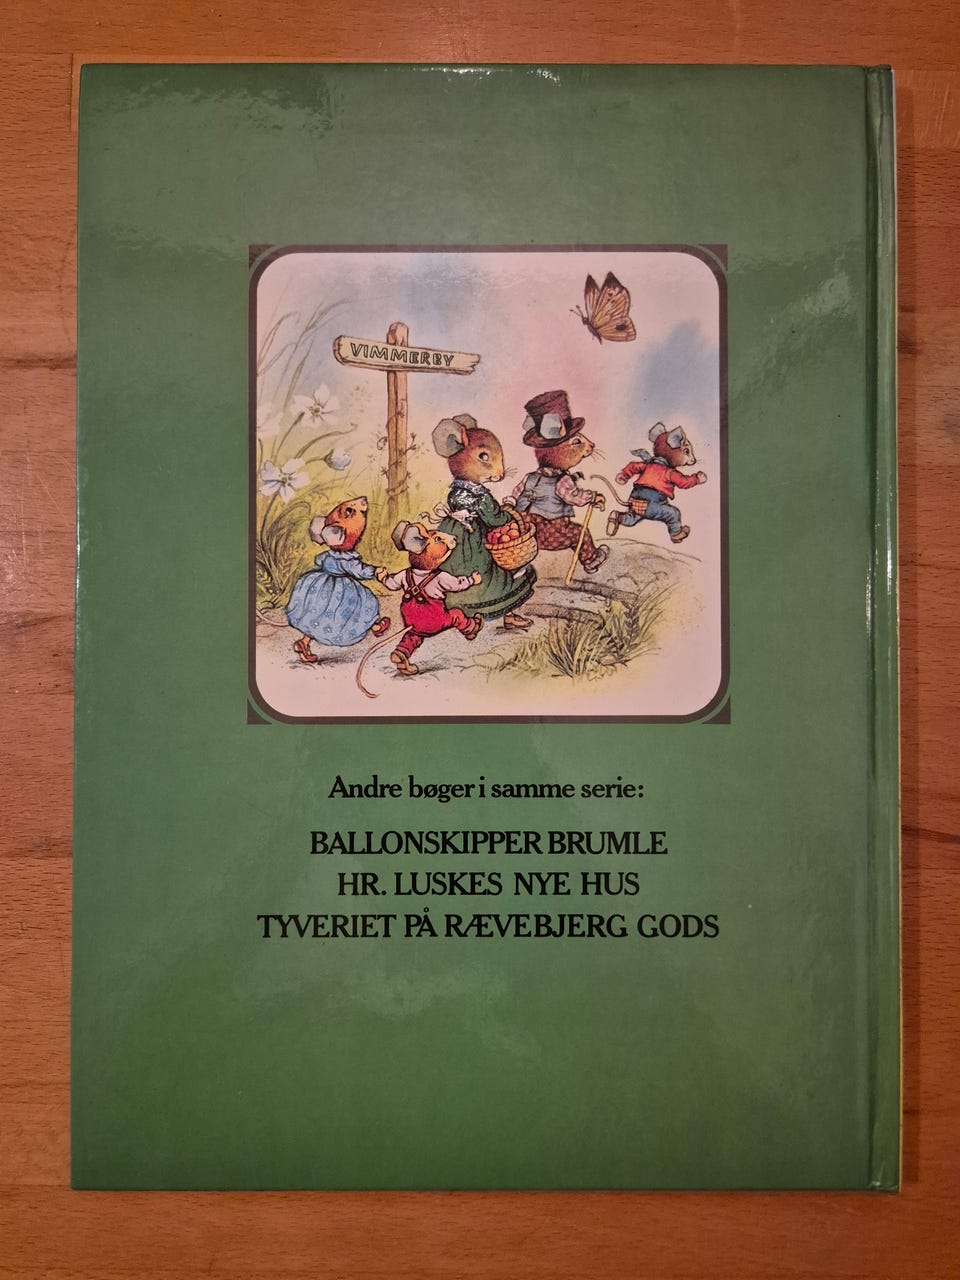 VIMMERBY
Andre bøger i samme serie:
BALLONSKIPPER BRUMLE
HR. LUSKES NYE HUS
TYVERIET PÅ RÆVEBJERG GODS